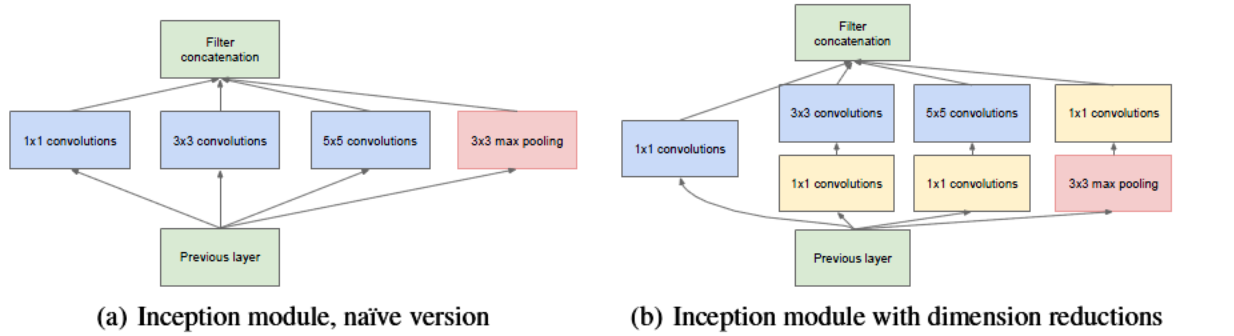 Filter
concatenation
1x1 convolutions
3x3 convolutions
5x5 convolutions
3x3 max pooling
Previous layer
(a) Inception module, naïve version
Filter
concatenation
3x3 convolutions
5x5 convolutions
1x1 convolutions
1x1 convolutions
1x1 convolutions
1x1 convolutions
3x3 max pooling
Previous layer
(b) Inception module with dimension reductions